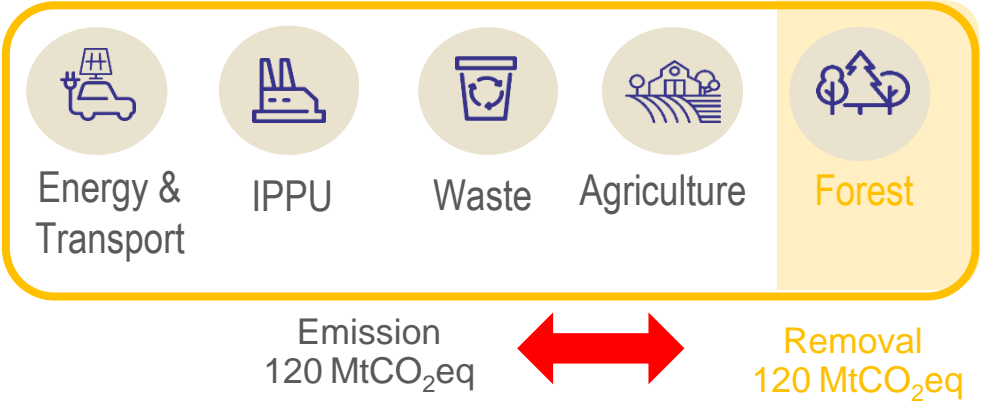 Energy &
Transport
IPPU
Waste
Agriculture
Forest
Emission
120 MtCO₂eq
Removal
120 MtCO₂eq